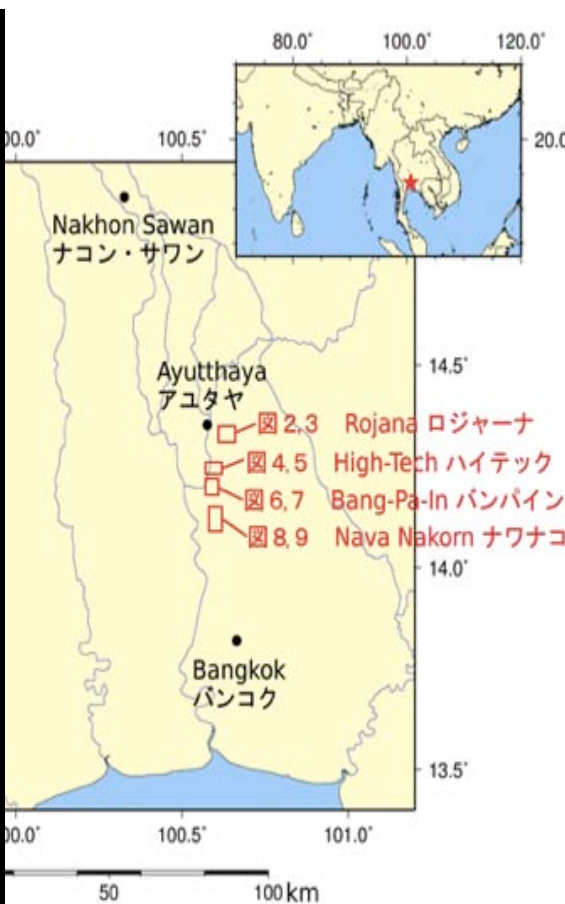 80.0˚ 100.0˚ 120.0˚
20.0
00.0˚ 100.5˚
Nakhon Sawan
ナコン・サワン
14.5˚
Ayutthaya
アユタヤ
図 2,3 Rojana ロジャーナ
図 4,5 High-Tech ハイテック
図 6,7 Bang-Pa-In バンパイン
図 8,9 Nava Nakorn ナワナコ
14.0˚
Bangkok
バンコク
13.5˚
00.0˚ 100.5˚ 101.0˚
50 100 km